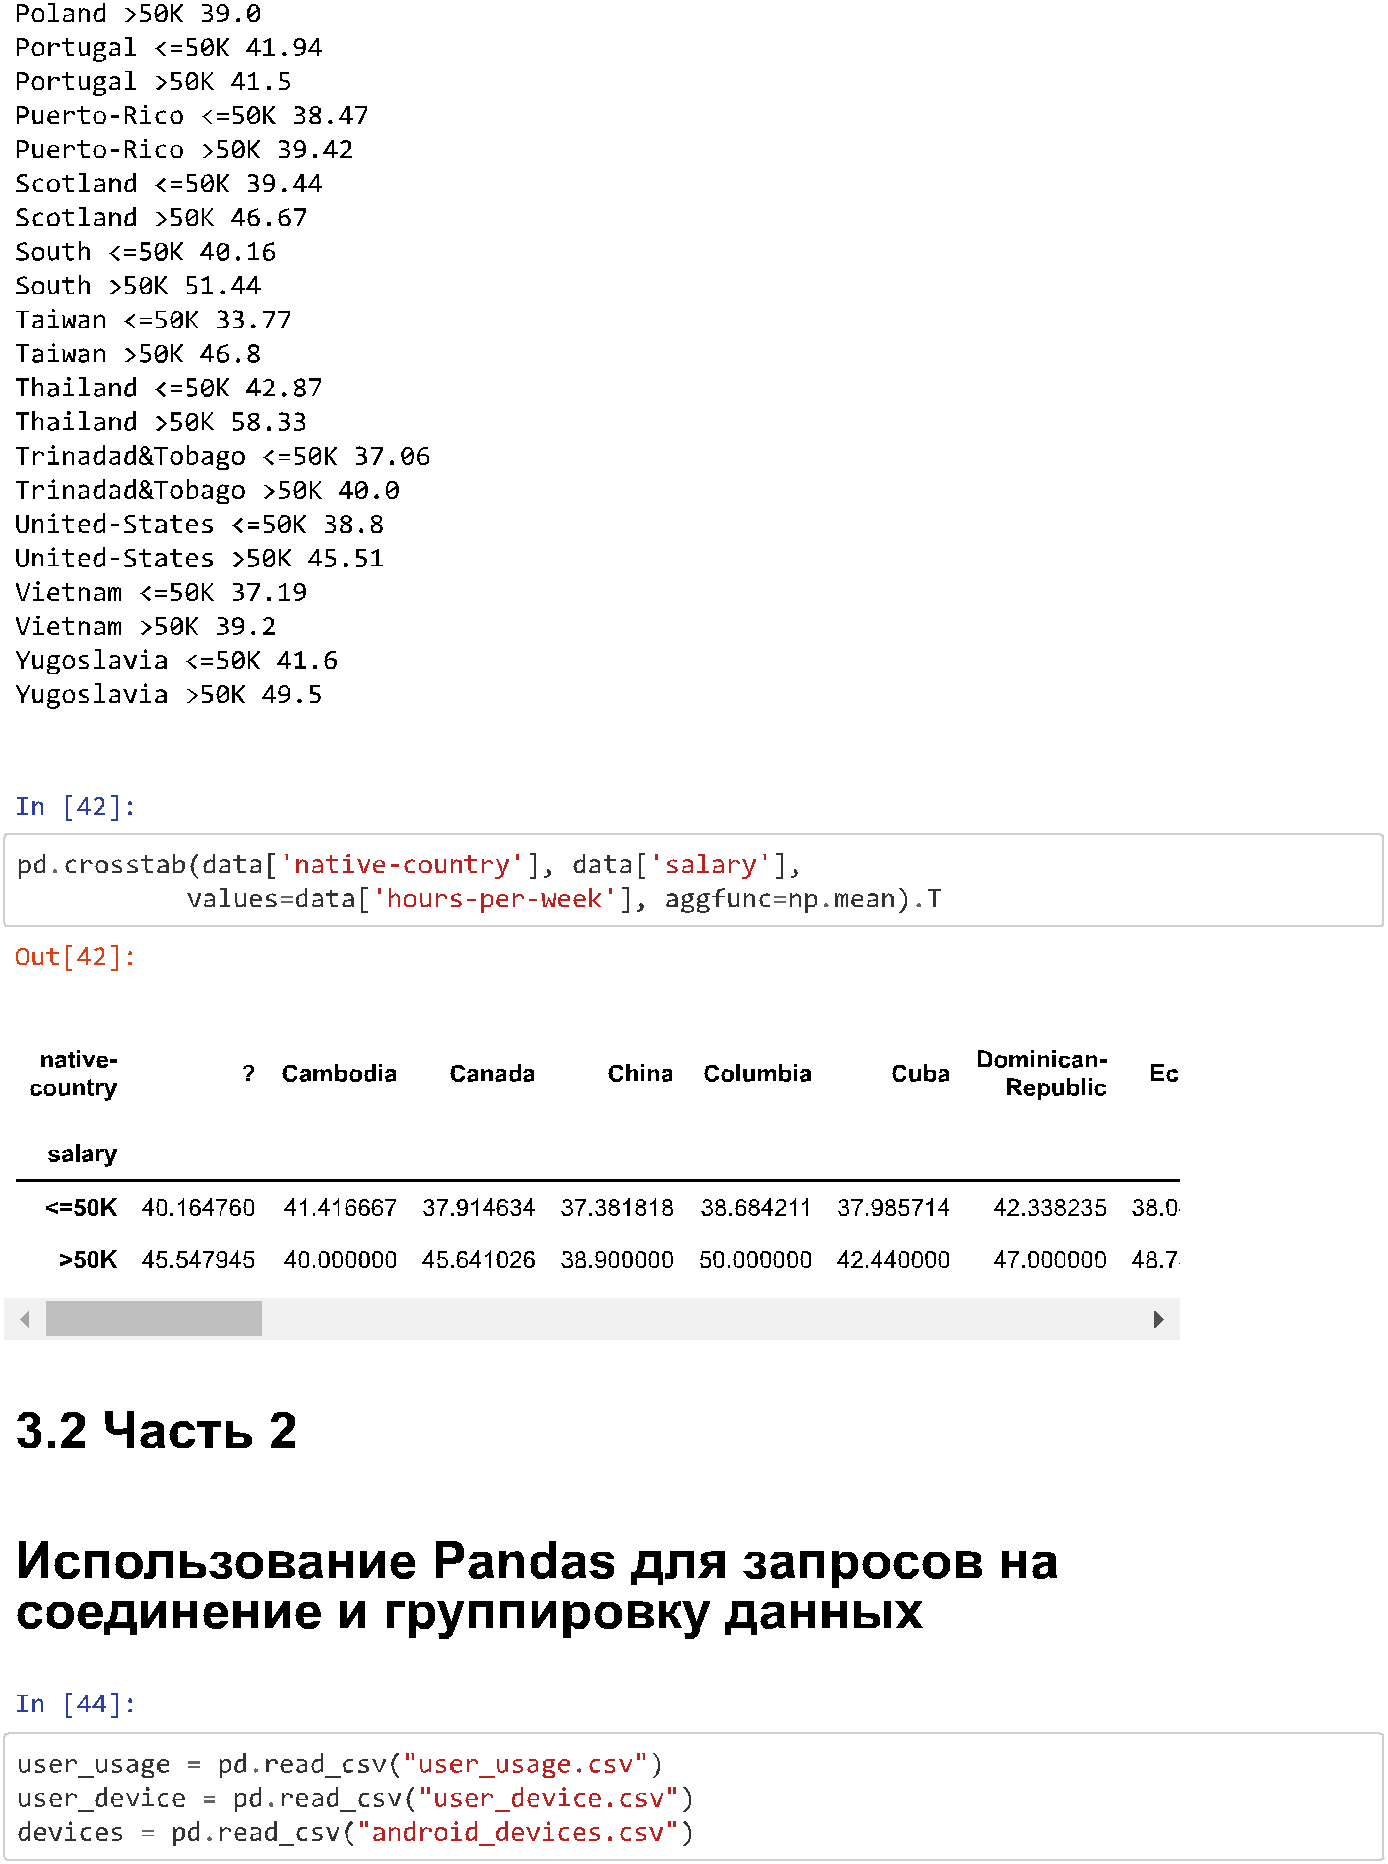 Poland >50K 39.0
Portugal <=50K 41.94
Portugal >50K 41.5
Puerto-Rico <=50K 38.47
Puerto-Rico >50K 39.42
Scotland <=50K 39.44
Scotland >50K 46.67
South <=50K 40.16
South >50K 51.44
Taiwan <=50K 33.77
Taiwan >50K 46.8
Thailand <=50K 42.87
Thailand >50K 58.33
Trinadad&Tobago <=50K 37.06
Trinadad&Tobago >50K 40.0
United-States <=50K 38.8
United-States >50K 45.51
Vietnam <=50K 37.19
Vietnam >50K 39.2
Yugoslavia <=50K 41.6
Yugoslavia >50K 49.5
In [42]:
pd.crosstab(data['native-country'], data['salary'],
values=data['hours-per-week'], aggfunc=np.mean).T
Out[42]:
native-country ? Cambodia Canada China Columbia Cuba Dominican-Republic Ec
salary
<=50K 40.164760 41.416667 37.914634 37.381818 38.684211 37.985714 42.338235 38.0
>50K 45.547945 40.000000 45.641026 38.900000 50.000000 42.440000 47.000000 48.7
3.2 Часть 2
Использование Pandas для запросов на
соединение и группировку данных
In [44]:
user_usage = pd.read_csv("user_usage.csv")
user_device = pd.read_csv("user_device.csv")
devices = pd.read_csv("android_devices.csv")